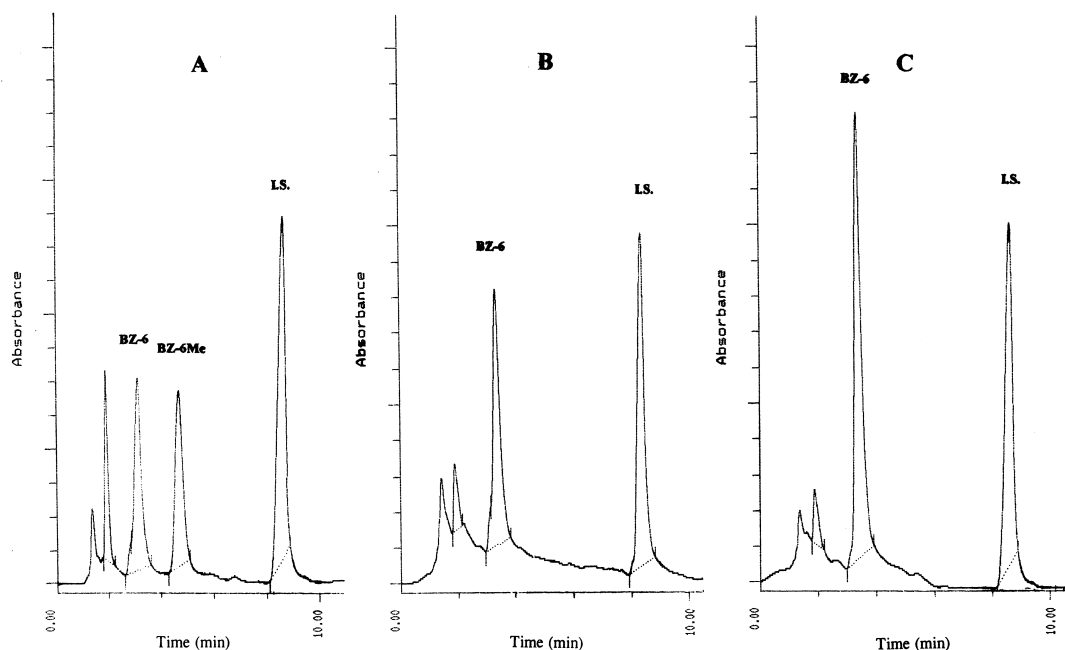 A
I.S.
BZ-6
BZ-6Me
Absorbance
0.00
10.00
Time (min)
B
I.S.
BZ-6
Absorbance
0.00
10.00
Time (min)
C
BZ-6
I.S.
Absorbance
0.00
10.00
Time (min)